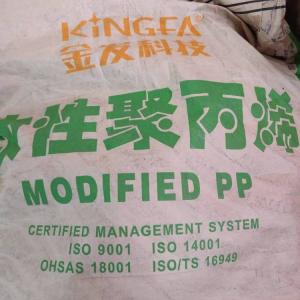 KINGFA
金发科技
改性聚丙烯
MODIFIED PP
CERTIFIED MANAGEMENT SYSTEM
ISO 9001 ISO 14001
OHSAS 18001 ISO/TS 16949